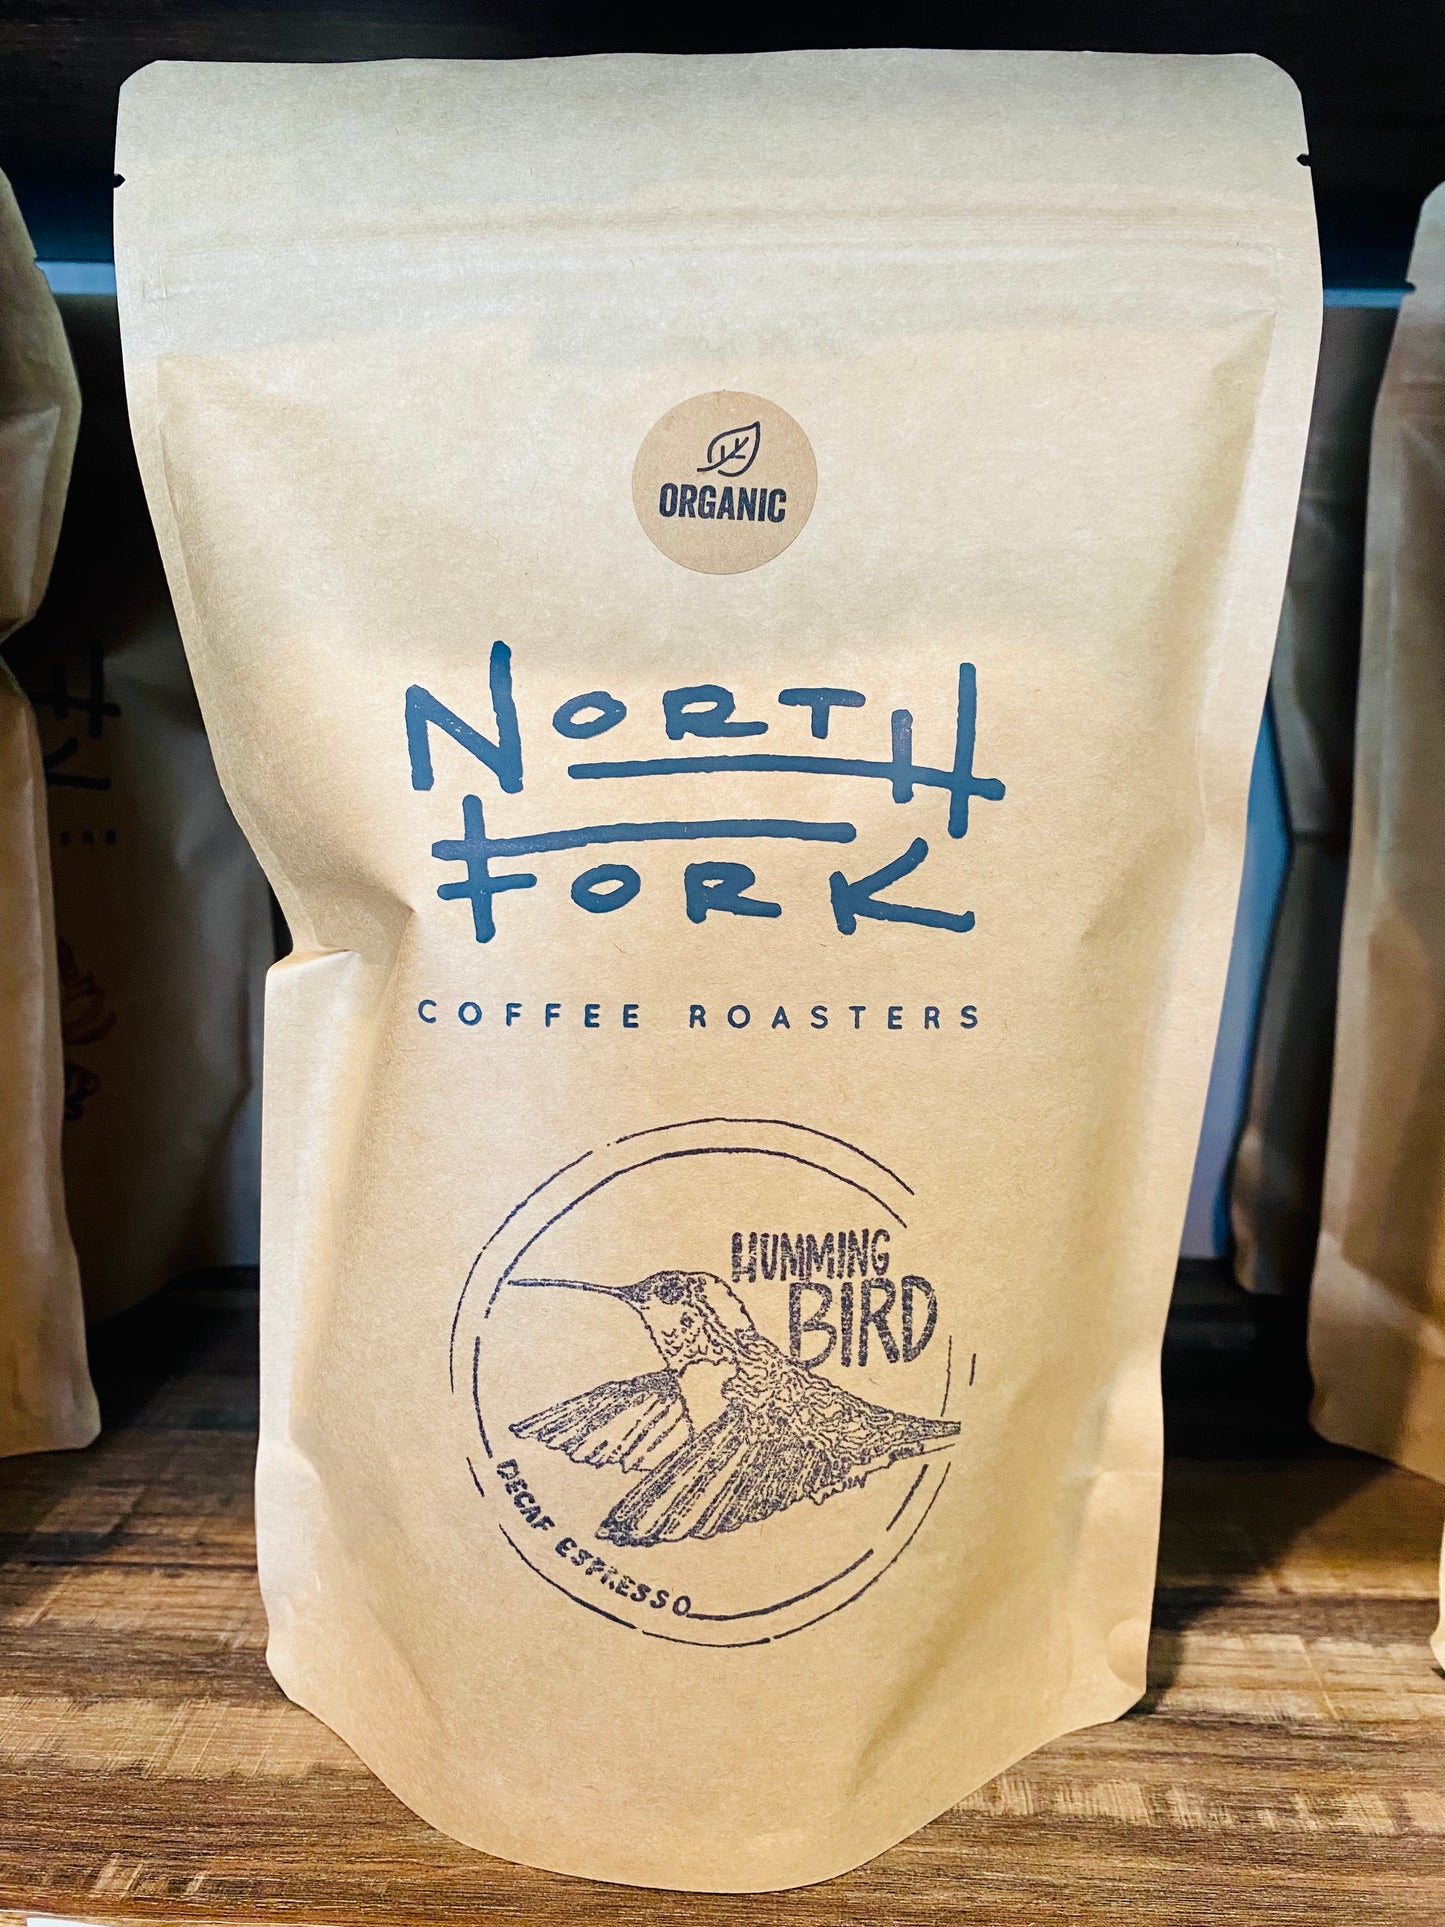 ORGANIC
NORTH
FORK
COFFEE ROASTERS
HUMMING
BIRD
DECAF ESPRESSO